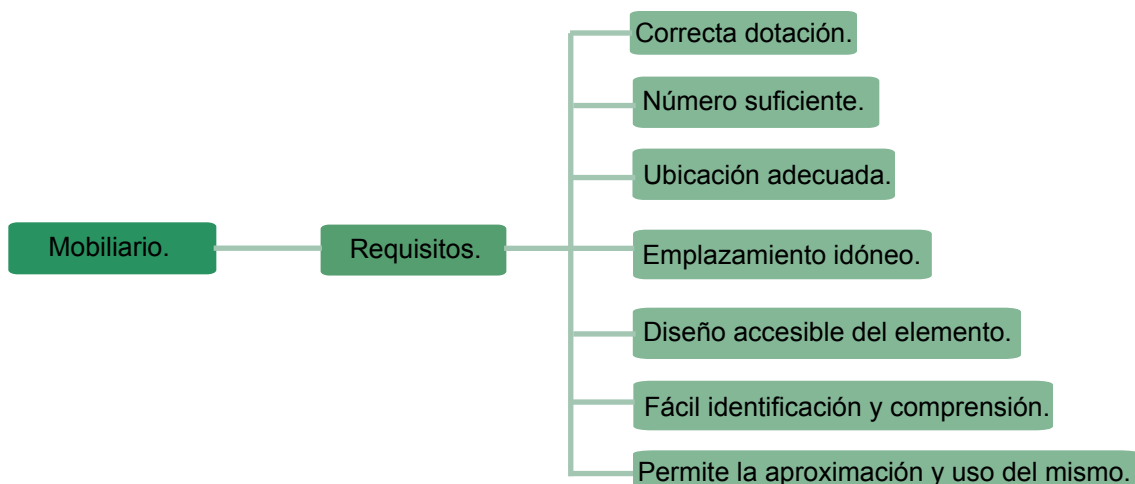 Mobiliario.
Requisitos.
Correcta dotación.
Número suficiente.
Ubicación adecuada.
Emplazamiento idóneo.
Diseño accesible del elemento.
Fácil identificación y comprensión.
Permite la aproximación y uso del mismo.